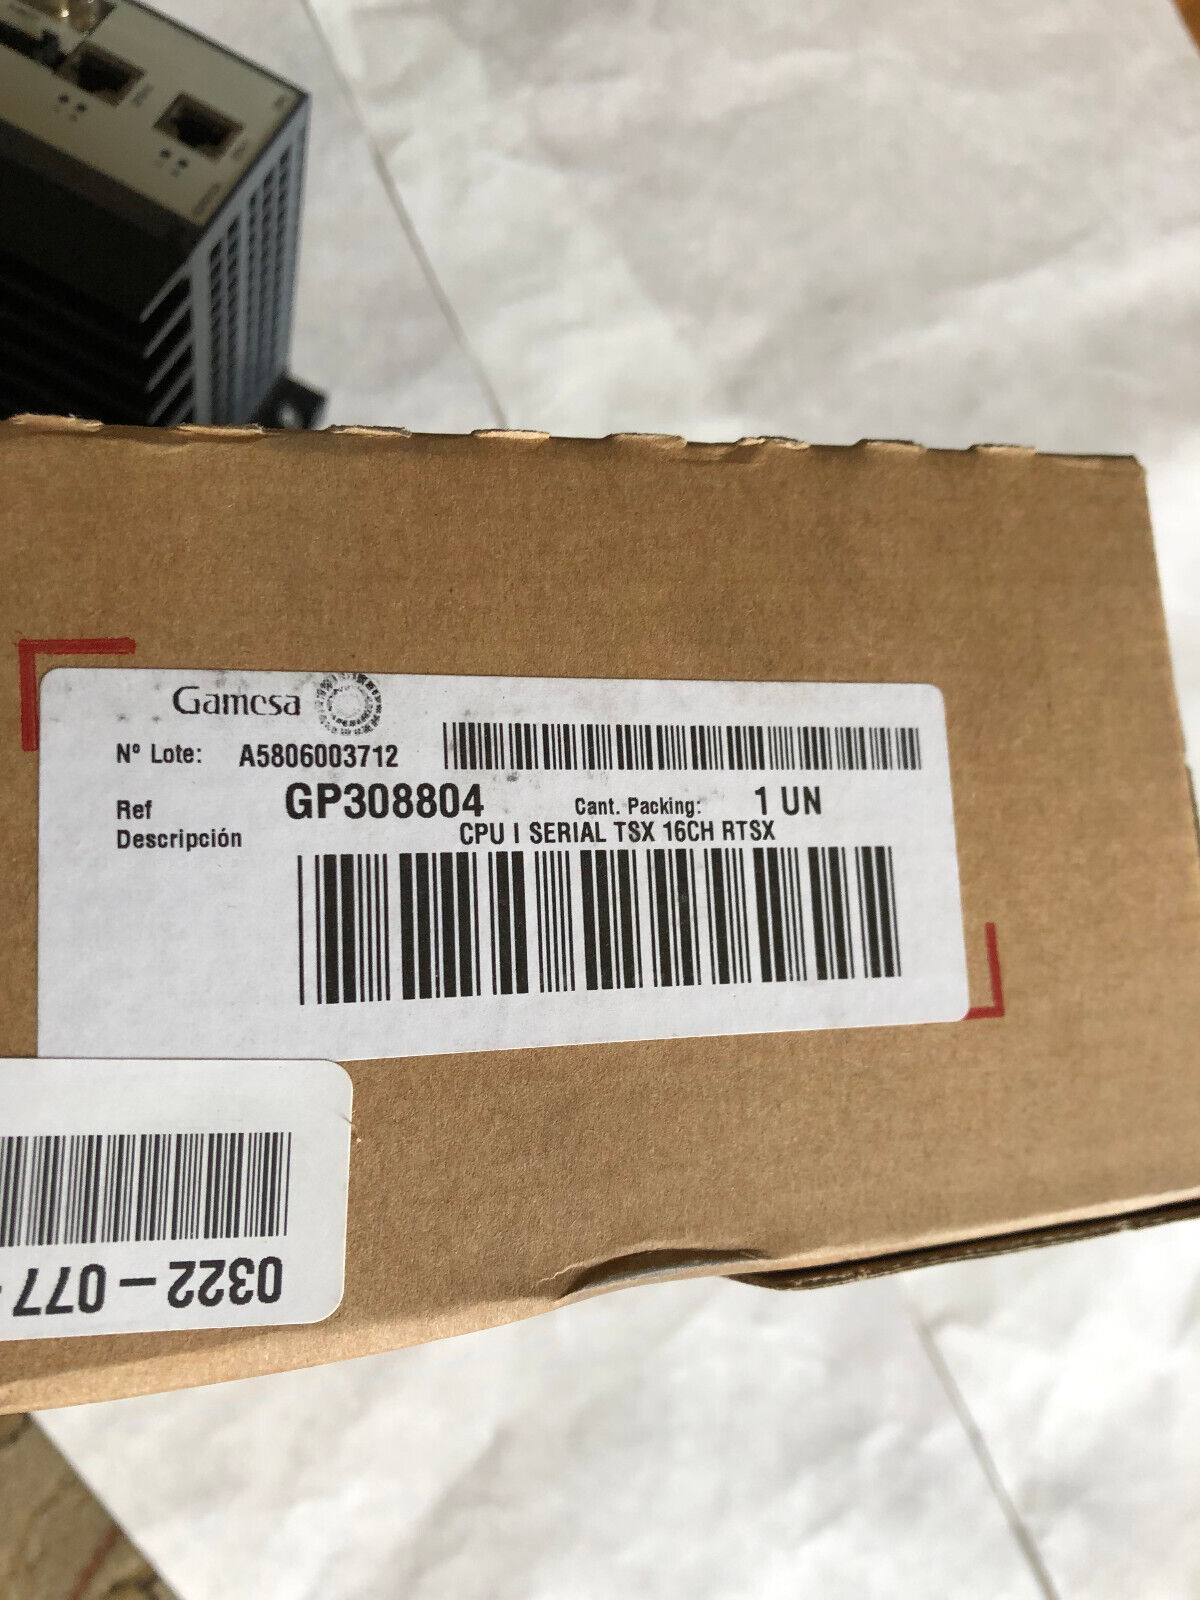 Gamesa
Nº Lote: A5806003712
Ref GP308804 Cant. Packing: 1 UN
Descripción CPU I SERIAL TSX 16CH RTSX
0322-077-